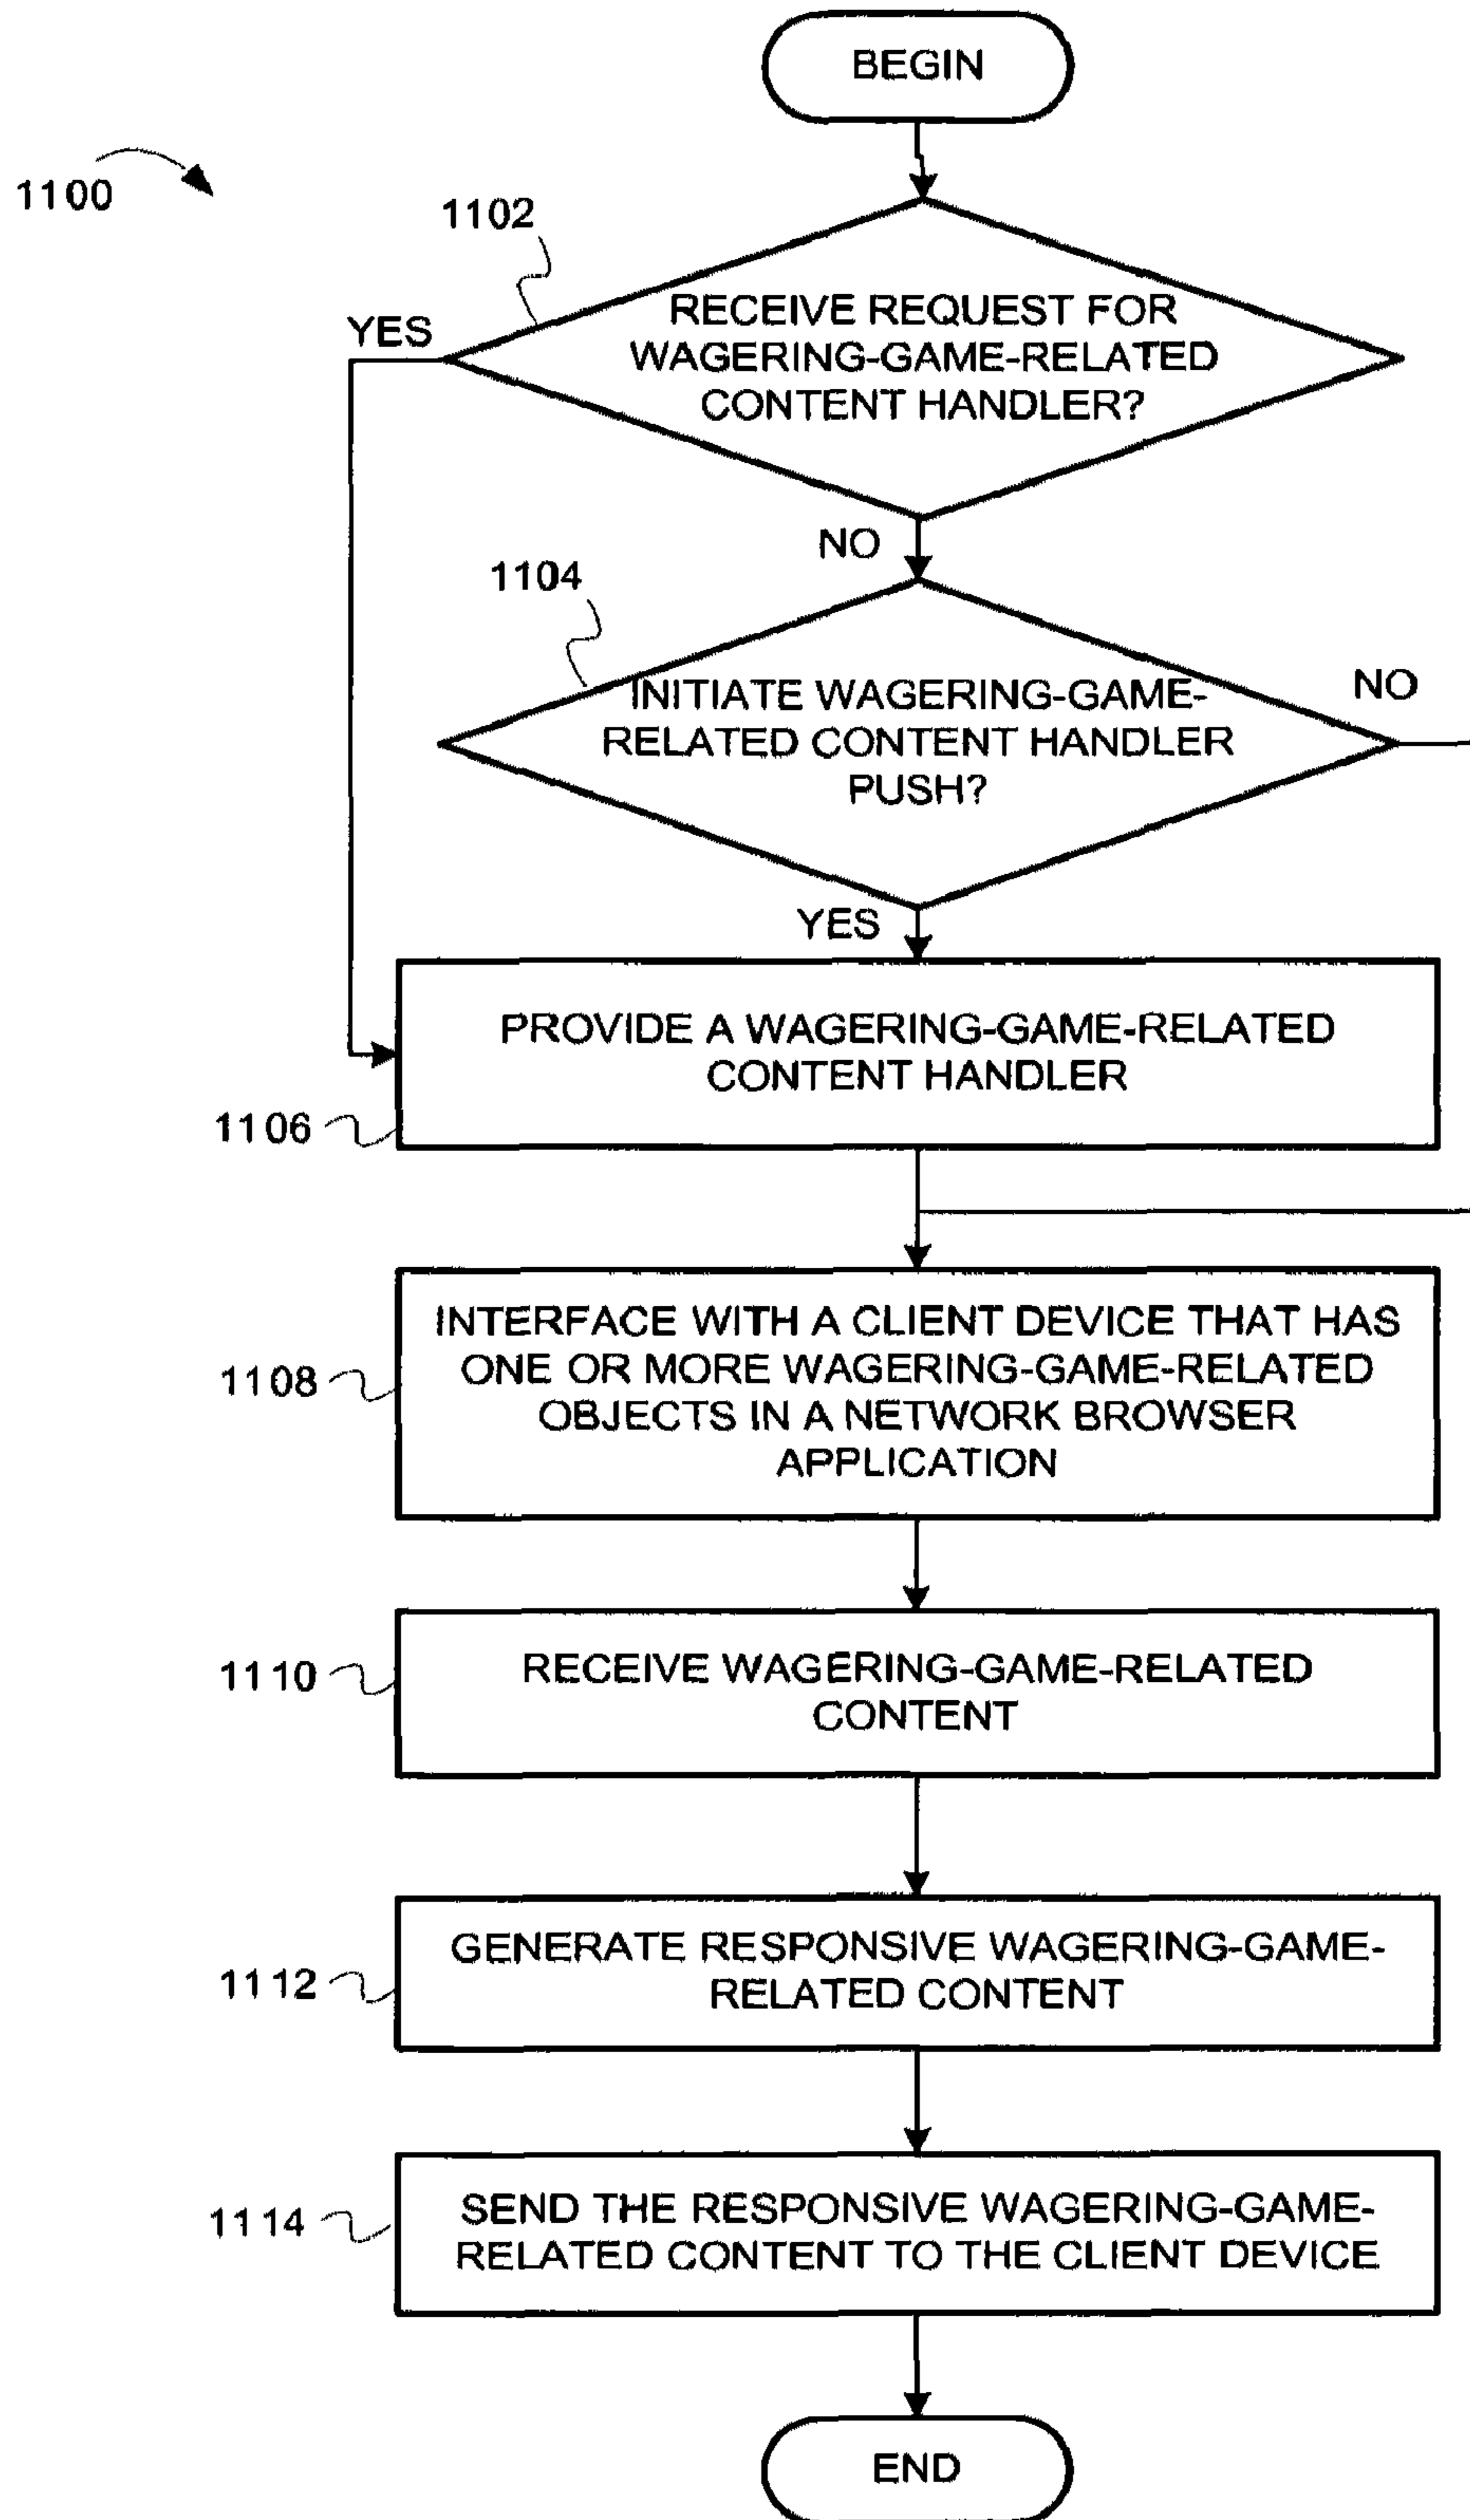 BEGIN
1100
1102
YES
RECEIVE REQUEST FOR
WAGERING-GAME-RELATED
CONTENT HANDLER?
NO
1104
NO
INITIATE WAGERING-GAME-
RELATED CONTENT HANDLER
PUSH?
YES
PROVIDE A WAGERING-GAME-RELATED
CONTENT HANDLER
1106
INTERFACE WITH A CLIENT DEVICE THAT HAS
ONE OR MORE WAGERING-GAME-RELATED
OBJECTS IN A NETWORK BROWSER
APPLICATION
1108
RECEIVE WAGERING-GAME-RELATED
CONTENT
1110
GENERATE RESPONSIVE WAGERING-GAME-
RELATED CONTENT
1112
SEND THE RESPONSIVE WAGERING-GAME-
RELATED CONTENT TO THE CLIENT DEVICE
1114
END